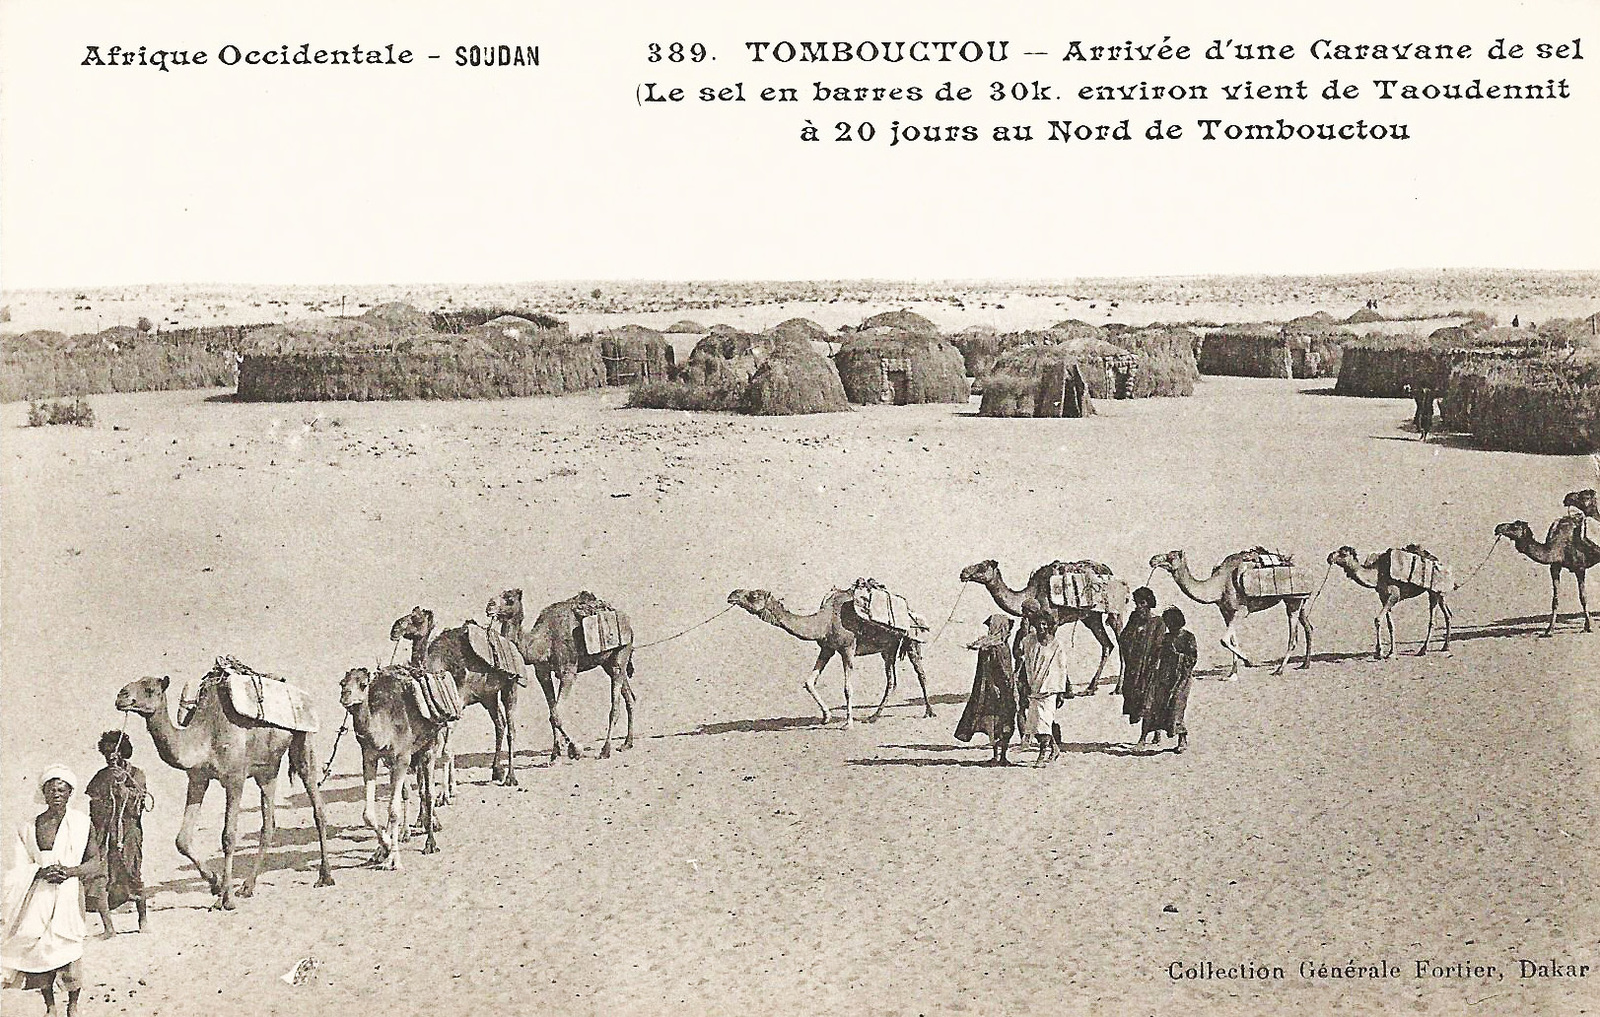 Afrique Occidentale - SOUDAN
389. TOMBOUCTOU — Arrivée d'une Caravane de sel
(Le sel en barres de 30k. environ vient de Taoudennit
à 20 jours au Nord de Tombouctou
Collection Générale Fortier, Dakar